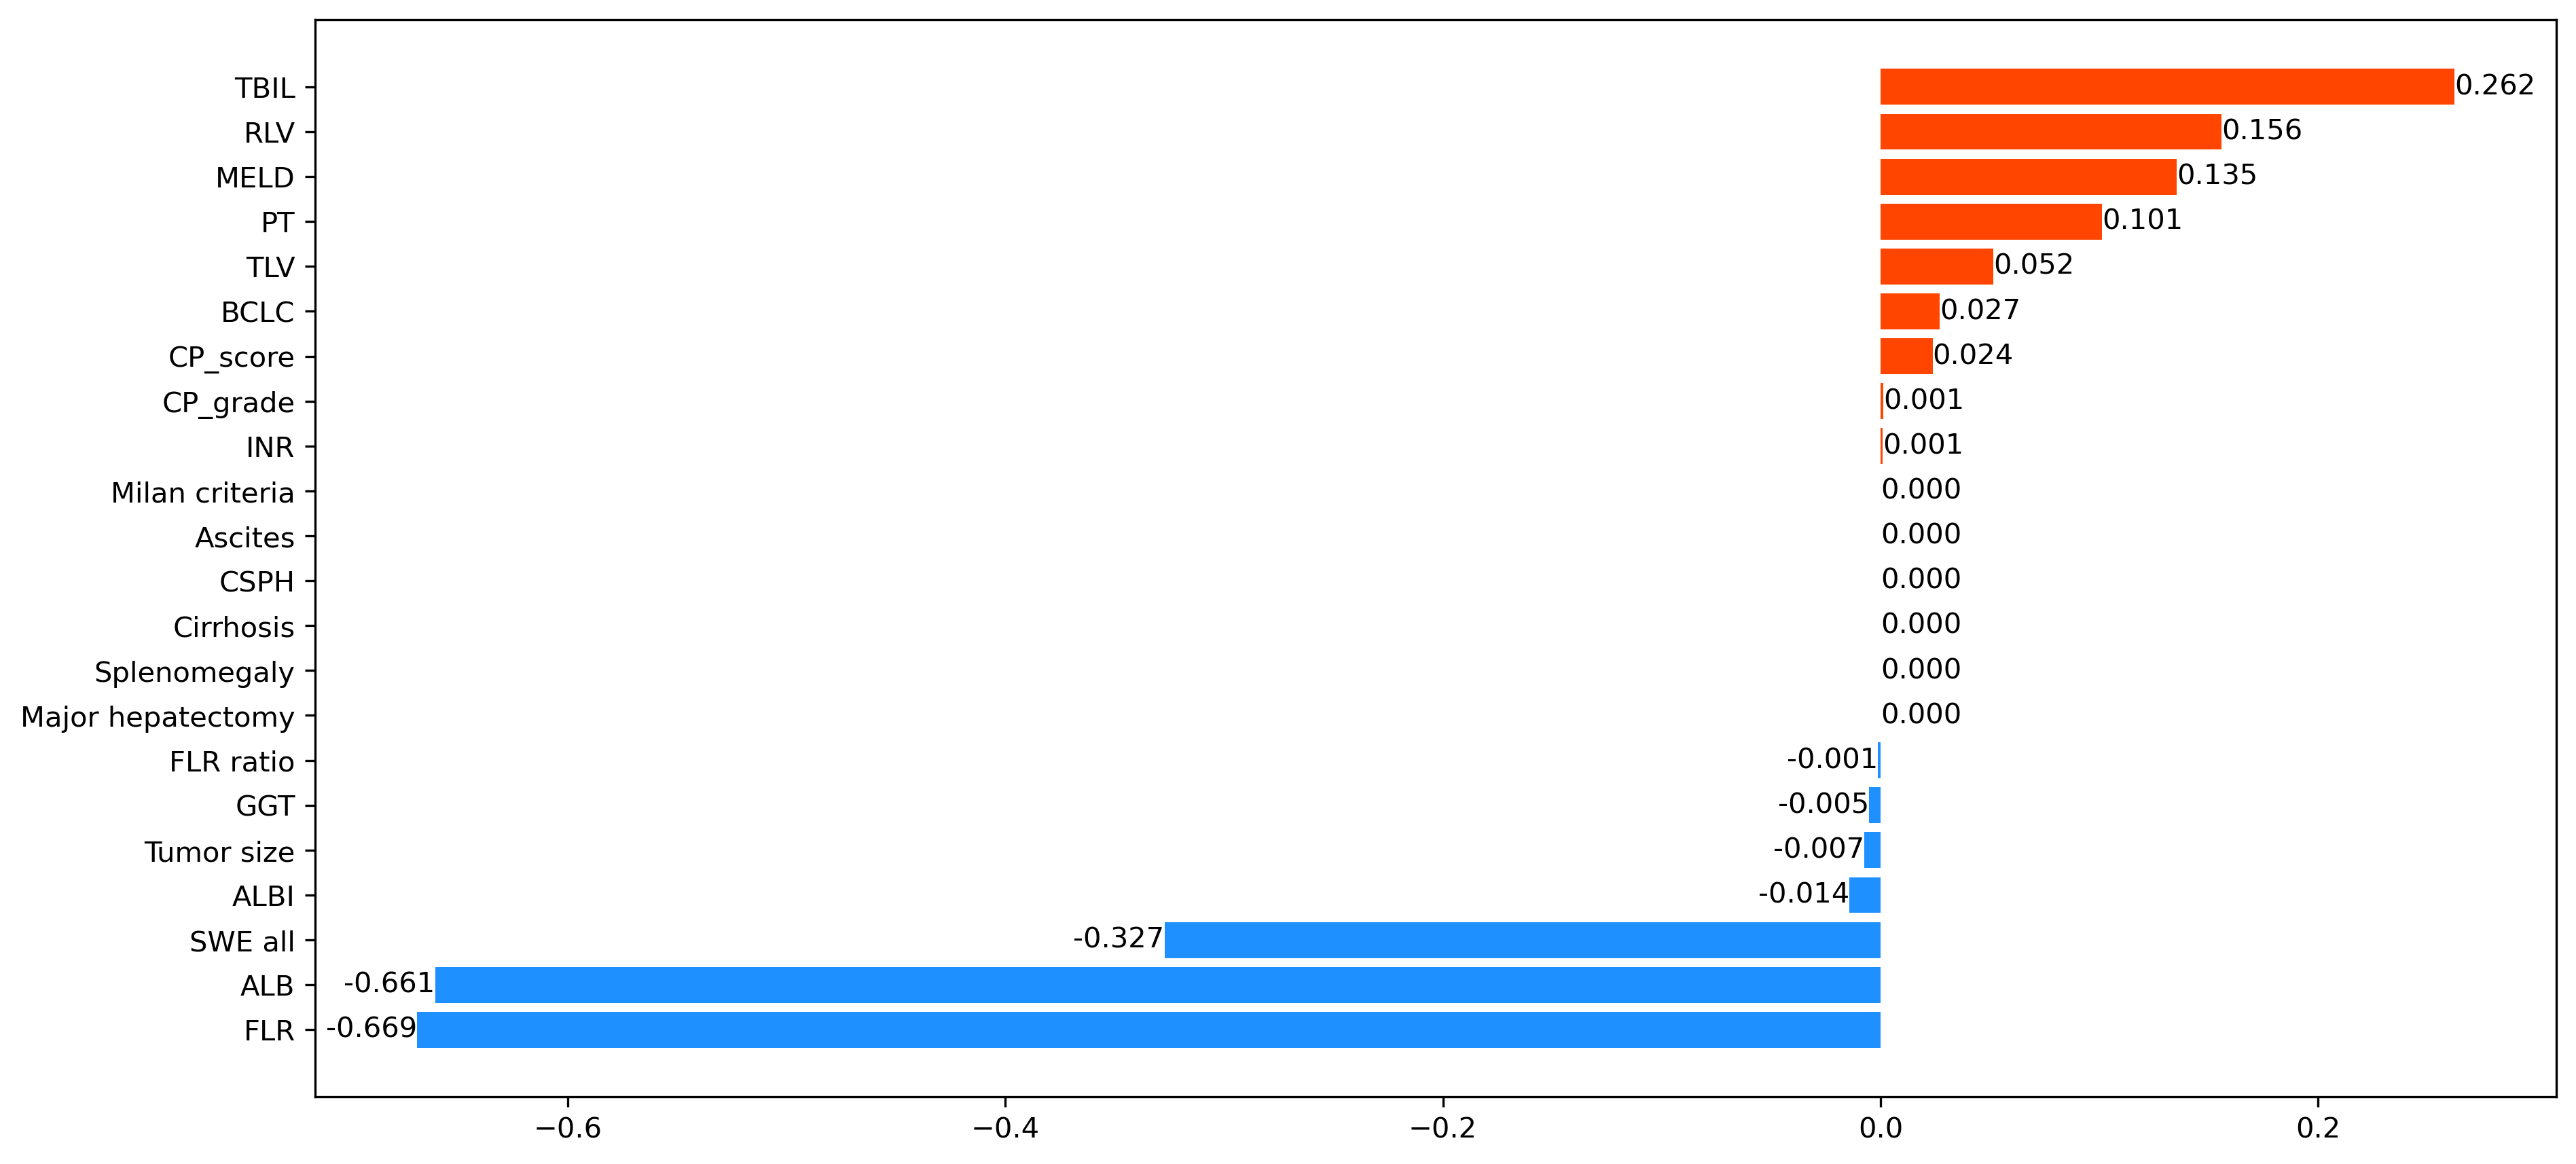 TBIL 0.262
RLV 0.156
MELD 0.135
PT 0.101
TLV 0.052
BCLC 0.027
CP_score 0.024
CP_grade 0.001
INR 0.001
Milan criteria 0.000
Ascites 0.000
CSPH 0.000
Cirrhosis 0.000
Splenomegaly 0.000
Major hepatectomy 0.000
FLR ratio -0.001
GGT -0.005
Tumor size -0.007
ALBI -0.014
SWE all -0.327
ALB -0.661
FLR -0.669
−0.6 −0.4 −0.2 0.0 0.2